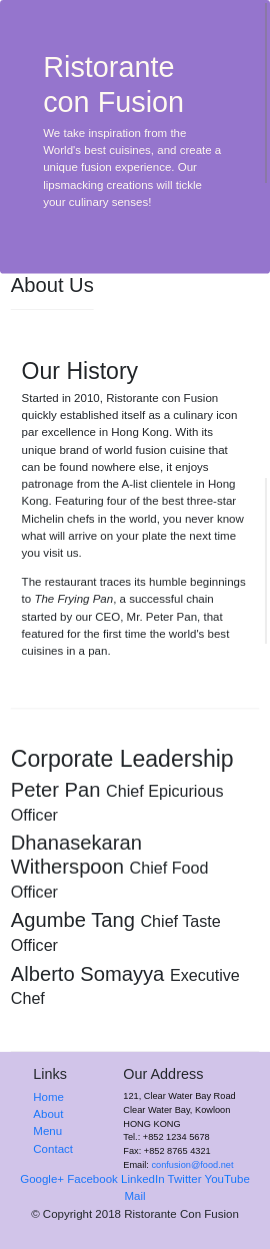 Ristorante
con Fusion
We take inspiration from the
World's best cuisines, and create a
unique fusion experience. Our
lipsmacking creations will tickle
your culinary senses!
About Us
Our History
Started in 2010, Ristorante con Fusion
quickly established itself as a culinary icon
par excellence in Hong Kong. With its
unique brand of world fusion cuisine that
can be found nowhere else, it enjoys
patronage from the A-list clientele in Hong
Kong. Featuring four of the best three-star
Michelin chefs in the world, you never know
what will arrive on your plate the next time
you visit us.
The restaurant traces its humble beginnings
to The Frying Pan, a successful chain
started by our CEO, Mr. Peter Pan, that
featured for the first time the world's best
cuisines in a pan.
Corporate Leadership
Peter Pan Chief Epicurious
Officer
Dhanasekaran
Witherspoon Chief Food
Officer
Agumbe Tang Chief Taste
Officer
Alberto Somayya Executive
Chef
Links
Home
About
Menu
Contact
Our Address
121, Clear Water Bay Road
Clear Water Bay, Kowloon
HONG KONG
Tel.: +852 1234 5678
Fax: +852 8765 4321
Email: confusion@food.net
Google+ Facebook LinkedIn Twitter YouTube
Mail
© Copyright 2018 Ristorante Con Fusion